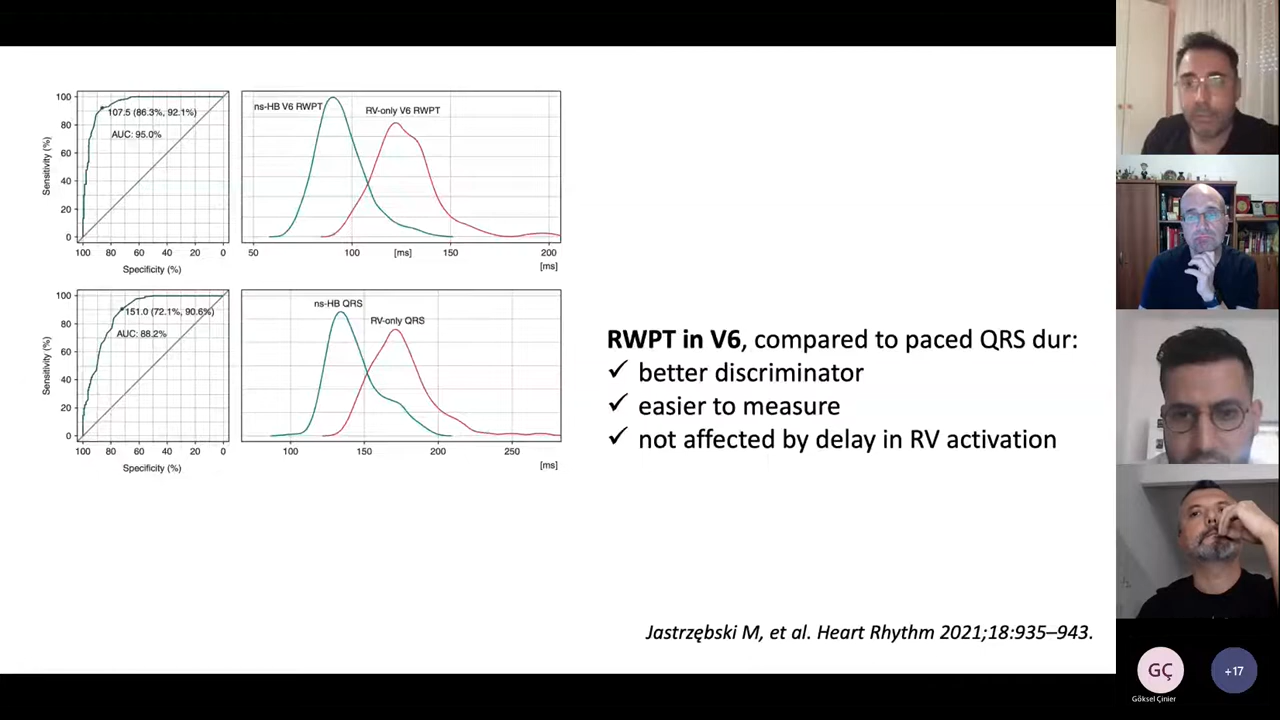 100
80
60
40
20
0
Sensitivity (%)
107.5 (86.3%, 92.1%)
AUC: 95.0%
100 80 60 40 20 0
Specificity (%)
ns-HB V6 RWPT
RV-only V6 RWPT
50 100 [ms] 150 200
[ms]
100
80
60
40
20
0
Sensitivity (%)
151.0 (72.1%, 90.6%)
AUC: 88.2%
100 80 60 40 20 0
Specificity (%)
ns-HB QRS
RV-only QRS
100 150 200 250
[ms]
RWPT in V6, compared to paced QRS dur:
✓ better discriminator
✓ easier to measure
✓ not affected by delay in RV activation
Jastrzębski M, et al. Heart Rhythm 2021;18:935–943.
GÇ
Göksel Çinier
+17